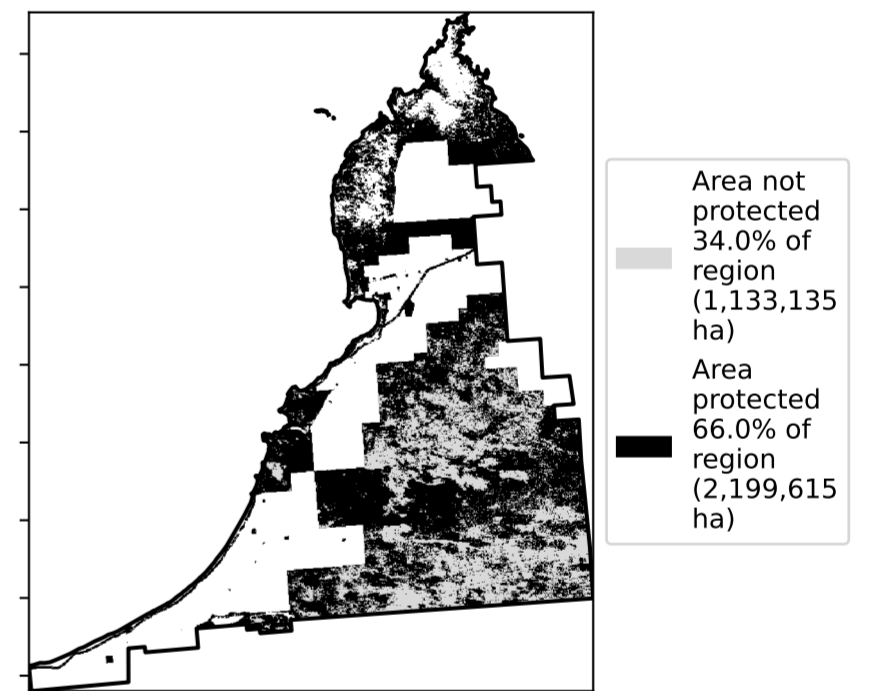 Area not
protected
34.0% of
region
(1,133,135
ha)
Area
protected
66.0% of
region
(2,199,615
ha)